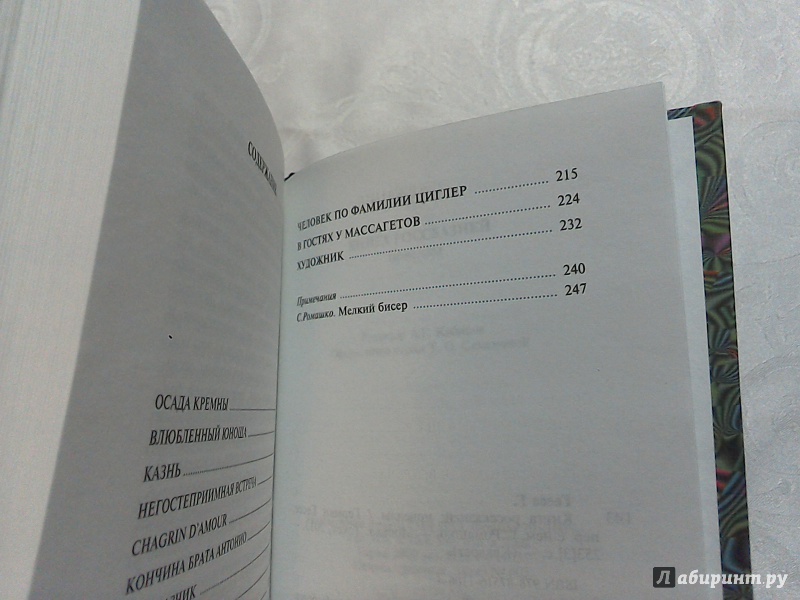 СОДЕРЖАНИЕ
ОСАДА КРЕМНЫ
ВЛЮБЛЕННЫЙ ЮНОША
КАЗНЬ
НЕГОСТЕПРИИМНАЯ ВСТРЕЧА
CHAGRIN D'AMOUR
КОНЧИНА БРАТА АНТОНИО
ЧЕЛОВЕК ПО ФАМИЛИИ ЦИГЛЕР 215
В ГОСТЯХ У МАССАГЕТОВ 224
ХУДОЖНИК 232
Примечания 240
С.Ромашко. Мелкий бисер 247
Лабиринт.ру